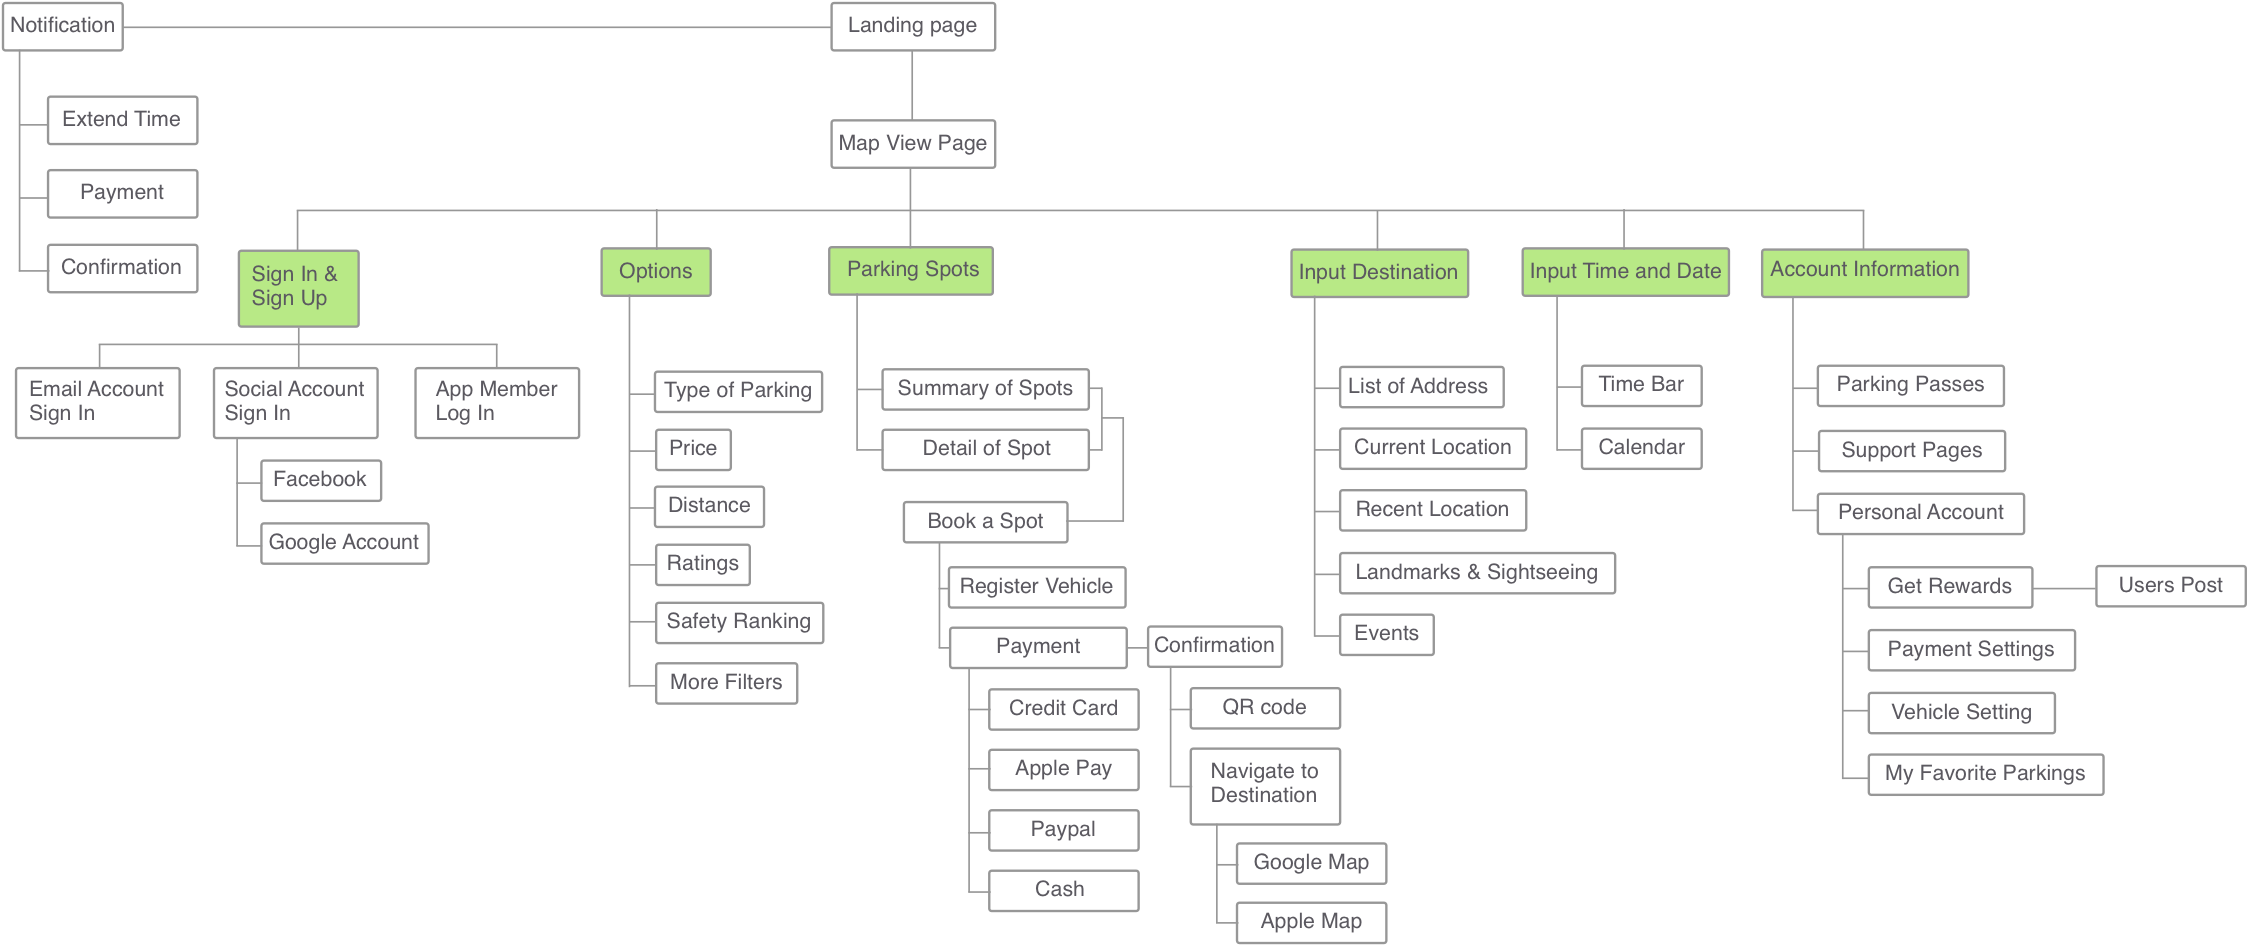 Notification
Landing page
Extend Time
Map View Page
Payment
Confirmation
Sign In &
Sign Up
Options
Parking Spots
Input Destination
Input Time and Date
Account Information
Email Account
Sign In
Social Account
Sign In
App Member
Log In
Facebook
Google Account
Type of Parking
Price
Distance
Ratings
Safety Ranking
More Filters
Summary of Spots
Detail of Spot
Book a Spot
Register Vehicle
Payment
Confirmation
Credit Card
Apple Pay
Paypal
Cash
QR code
Navigate to
Destination
Google Map
Apple Map
List of Address
Current Location
Recent Location
Landmarks & Sightseeing
Events
Time Bar
Calendar
Parking Passes
Support Pages
Personal Account
Get Rewards
Users Post
Payment Settings
Vehicle Setting
My Favorite Parkings